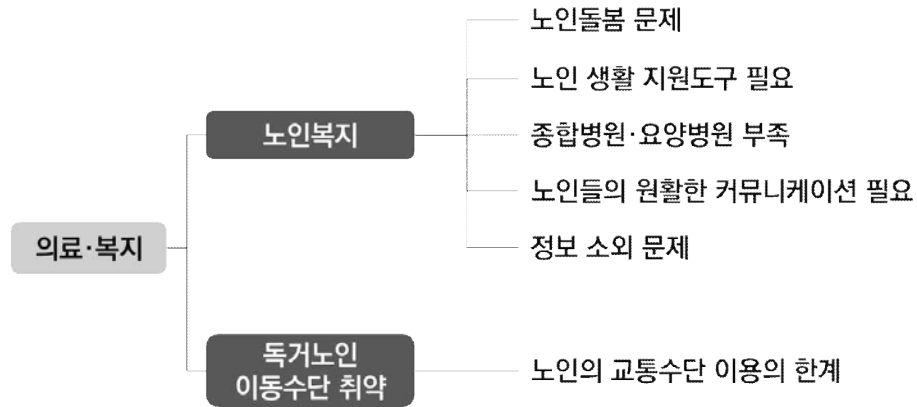 의료·복지
노인복지
노인돌봄 문제
노인 생활 지원도구 필요
종합병원·요양병원 부족
노인들의 원활한 커뮤니케이션 필요
정보 소외 문제
독거노인
이동수단 취약
노인의 교통수단 이용의 한계